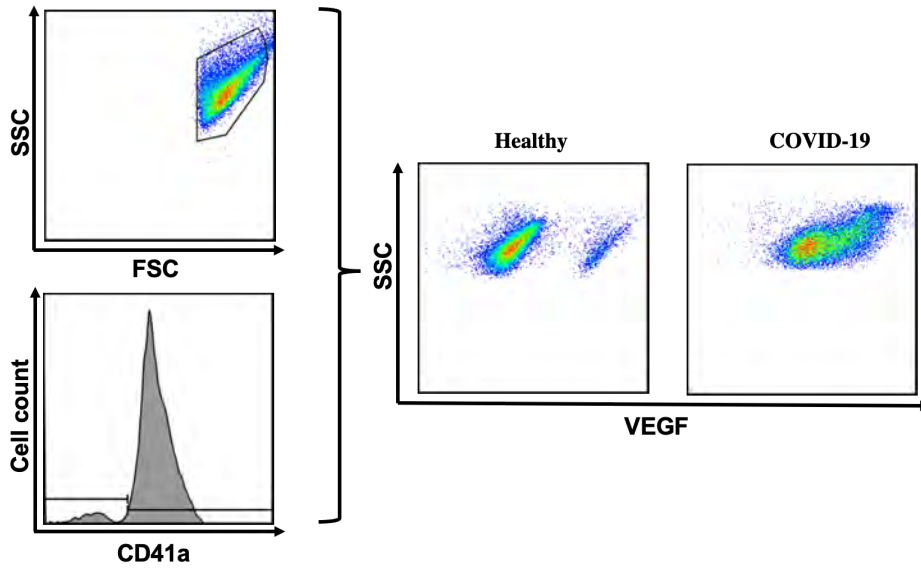 SSC
FSC
Cell count
CD41a
Healthy
COVID-19
SSC
VEGF